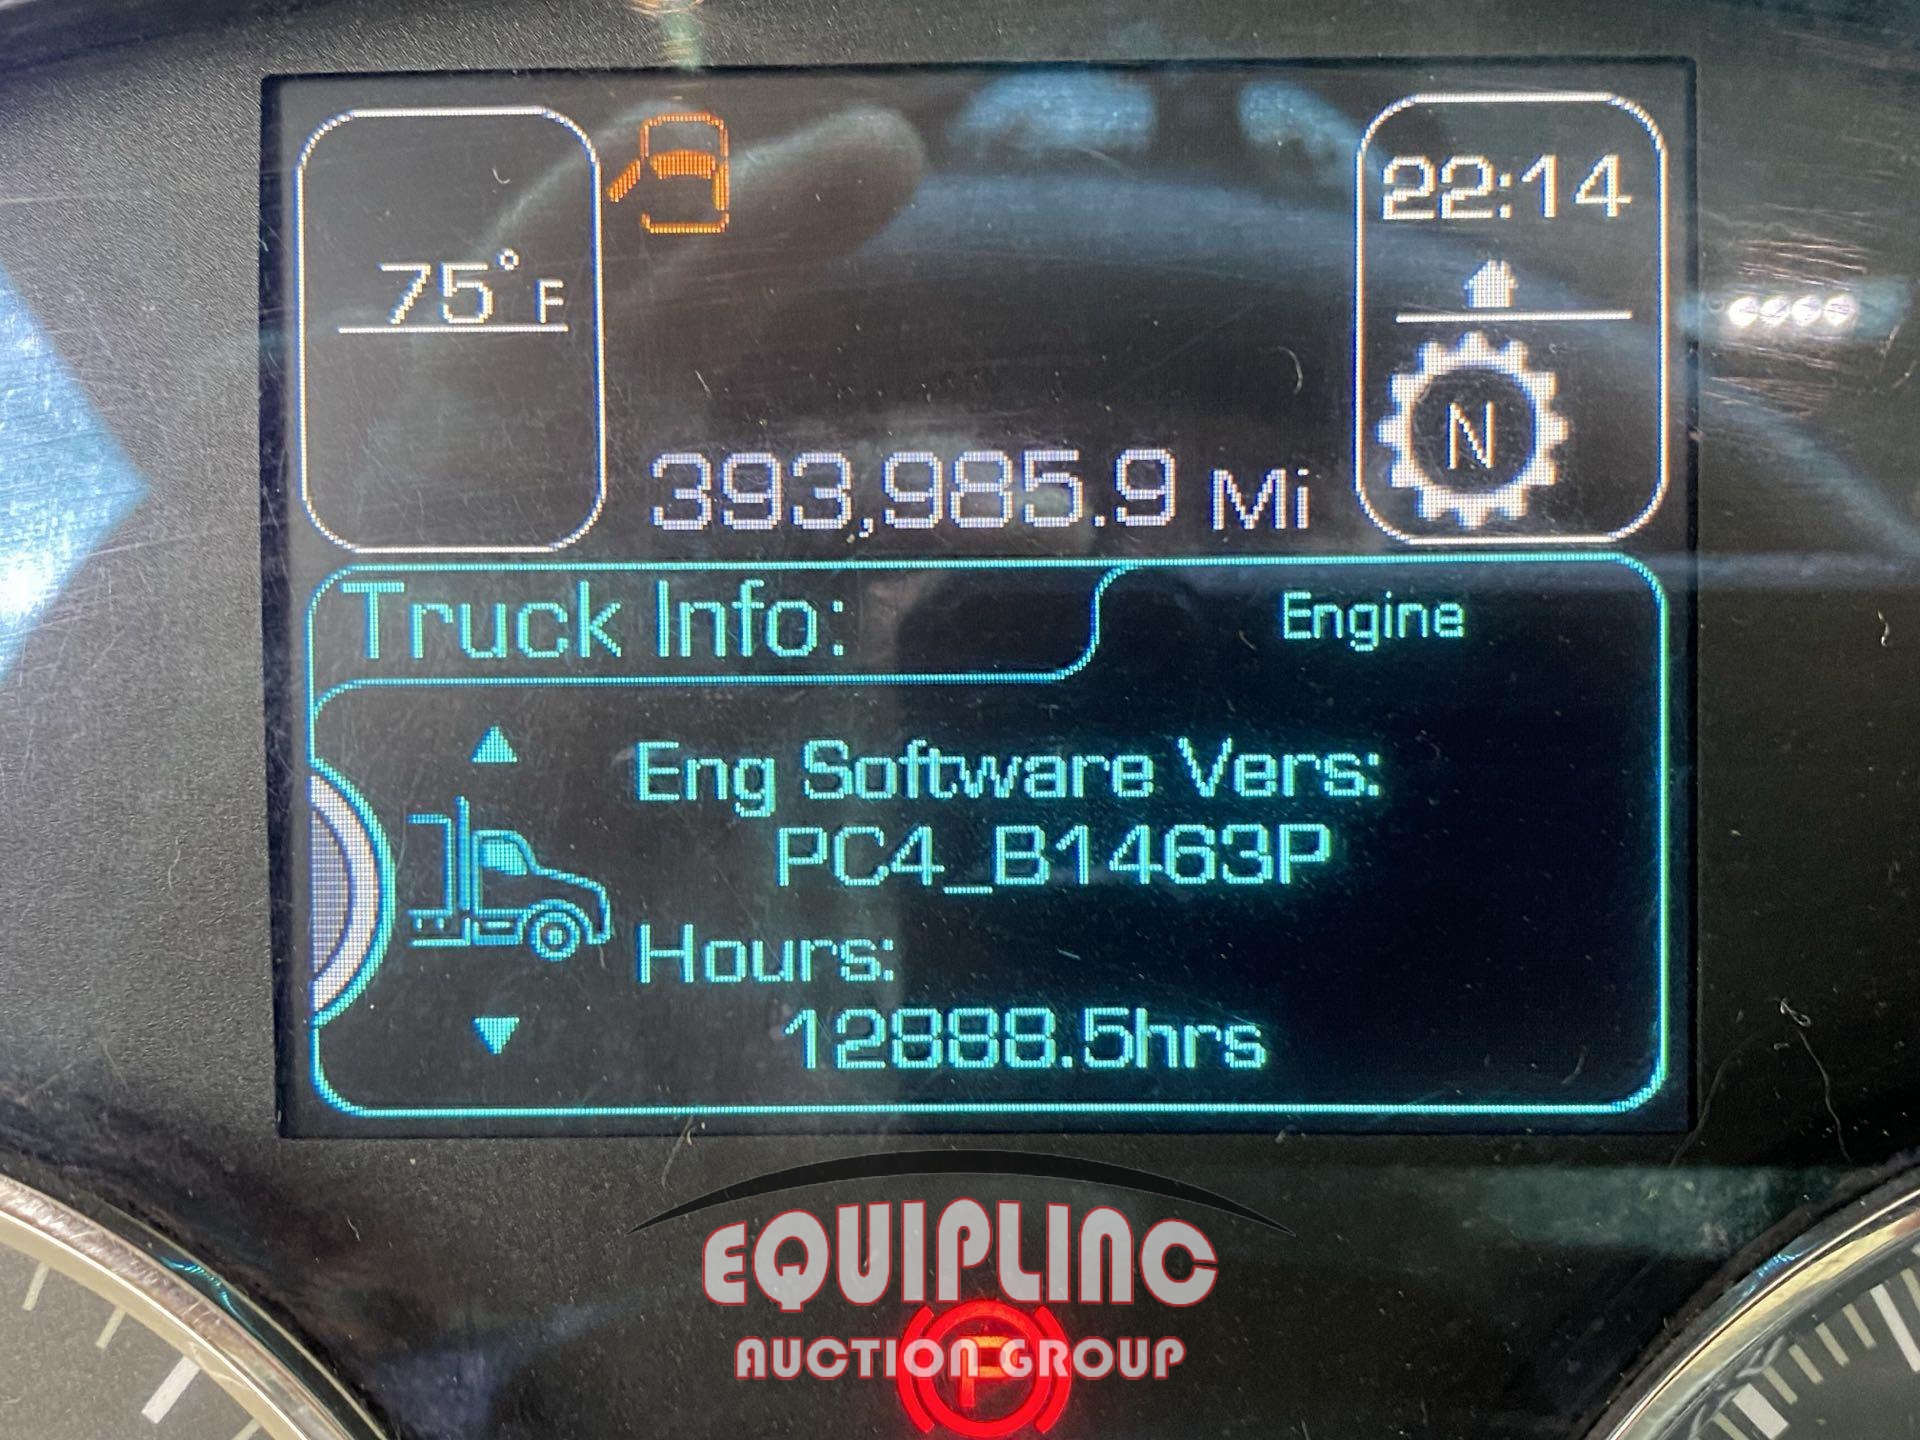 75°F
22:14
N
393,985.9 Mi
Truck Info:
Engine
Eng Software Vers:
PC4_B1463P
Hours:
12888.5hrs
EQUIPLINC
AUCTION GROUP
P